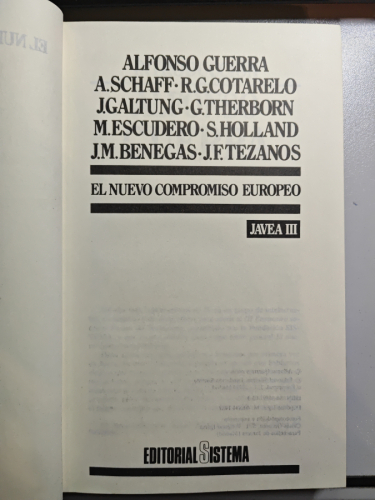 ALFONSO GUERRA
A. SCHAFF · R.G. COTARELO
J. GALTUNG · G. THERBORN
M. ESCUDERO · S. HOLLAND
J.M. BENEGAS · J.F. TEZANOS
EL NUEVO COMPROMISO EUROPEO
JAVEA III
EDITORIAL SISTEMA